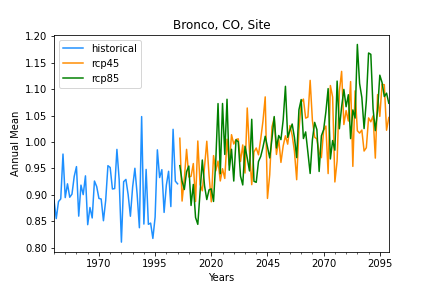 Bronco, CO, Site
historical
rcp45
rcp85
Annual Mean
1.20
1.15
1.10
1.05
1.00
0.95
0.90
0.85
0.80
1970 1995 2020 2045 2070 2095
Years